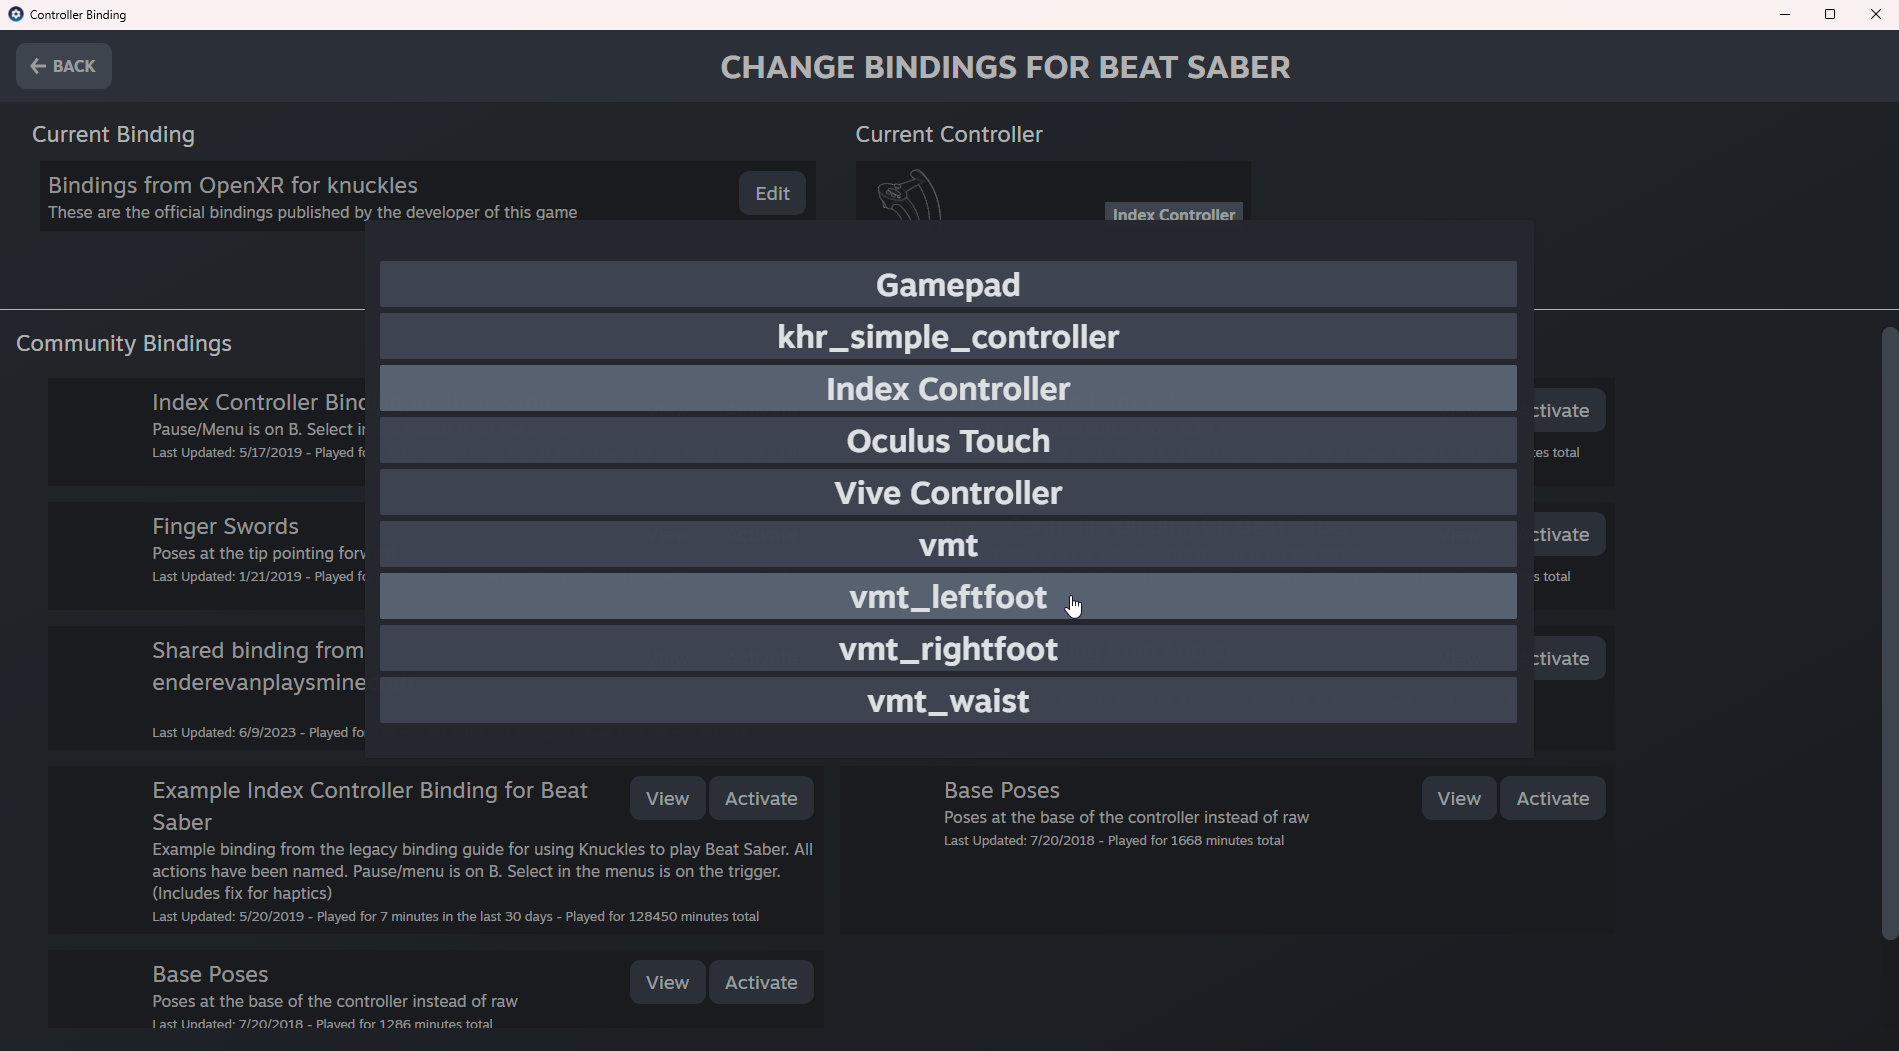 Controller Binding
BACK
CHANGE BINDINGS FOR BEAT SABER
Current Binding
Current Controller
Bindings from OpenXR for knuckles
These are the official bindings published by the developer of this game
Edit
Index Controller
Gamepad
khr_simple_controller
Index Controller
Oculus Touch
Vive Controller
vmt
vmt_leftfoot
vmt_rightfoot
vmt_waist
Community Bindings
Index Controller
Pause/Menu is on B. Select
Last Updated: 5/17/2019 - Played
es total
Finger Swords
Poses at the tip pointing
Last Updated: 1/21/2019 - Played
s total
Shared binding from
enderevanplaysmine
Last Updated: 6/9/2023 - Played
Example Index Controller Binding for Beat
Saber
Example binding from the legacy binding guide for using Knuckles to play Beat Saber. All
actions have been named. Pause/menu is on B. Select in the menus is on the trigger.
(Includes fix for haptics)
Last Updated: 5/20/2019 - Played for 7 minutes in the last 30 days - Played for 128450 minutes total
View
Activate
Base Poses
Poses at the base of the controller instead of raw
Last Updated: 7/20/2018 - Played for 1668 minutes total
View
Activate
Base Poses
Poses at the base of the controller instead of raw
Last Updated: 7/20/2018 - Played for 1286 minutes total
View
Activate